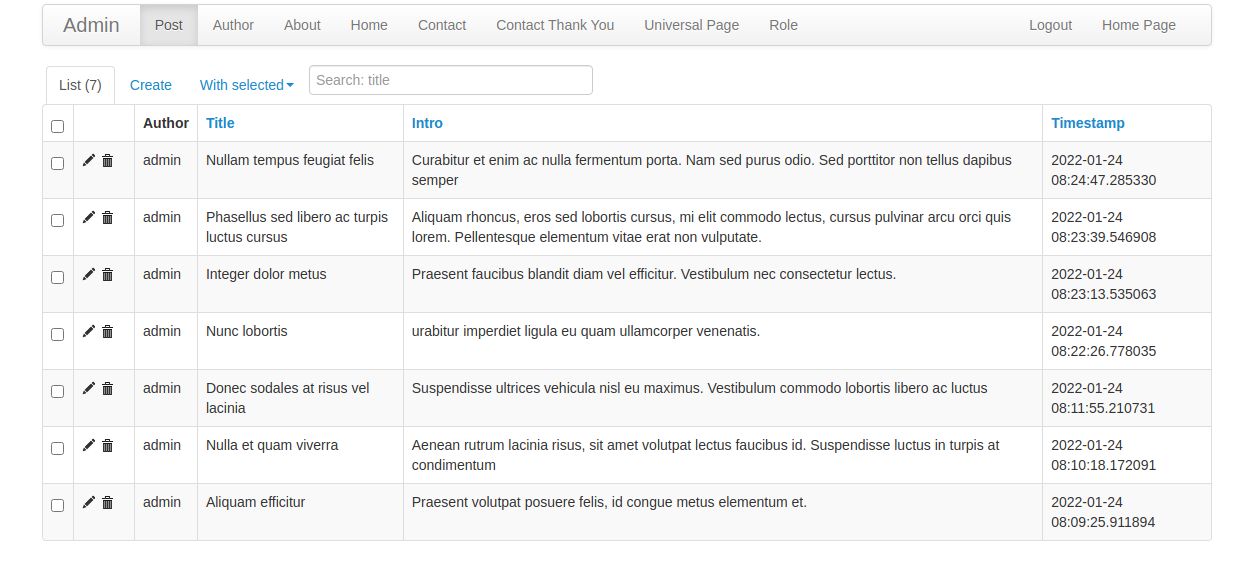 Admin Post Author About Home Contact Contact Thank You Universal Page Role Logout Home Page
List (7) Create With selected Search: title
Author Title Intro Timestamp
admin Nullam tempus feugiat felis Curabitur et enim ac nulla fermentum porta. Nam sed purus odio. Sed porttitor non tellus dapibus 2022-01-24
semper 08:24:47.285330
admin Phasellus sed libero ac turpis Aliquam rhoncus, eros sed lobortis cursus, mi elit commodo lectus, cursus pulvinar arcu orci quis 2022-01-24
luctus cursus lorem. Pellentesque elementum vitae erat non vulputate. 08:23:39.546908
admin Integer dolor metus Praesent faucibus blandit diam vel efficitur. Vestibulum nec consectetur lectus. 2022-01-24
08:23:13.535063
admin Nunc lobortis urabitur imperdiet ligula eu quam ullamcorper venenatis. 2022-01-24
08:22:26.778035
admin Donec sodales at risus vel Suspendisse ultrices vehicula nisl eu maximus. Vestibulum commodo lobortis libero ac luctus 2022-01-24
lacinia 08:11:55.210731
admin Nulla et quam viverra Aenean rutrum lacinia risus, sit amet volutpat lectus faucibus id. Suspendisse luctus in turpis at 2022-01-24
condimentum 08:10:18.172091
admin Aliquam efficitur Praesent volutpat posuere felis, id congue metus elementum et. 2022-01-24
08:09:25.911894